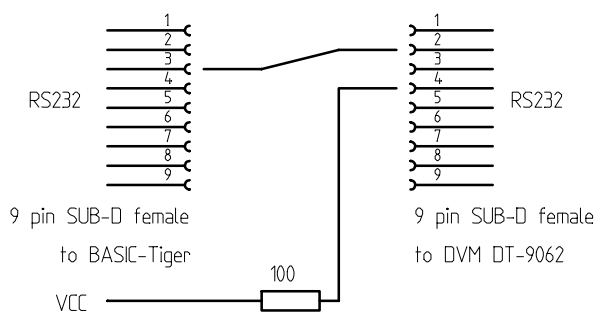 1 1
2 2
3 3
4 4
RS232 5 5 RS232
6 6
7 7
8 8
9 9
9 pin SUB-D female 9 pin SUB-D female
to BASIC-Tiger to DVM DT-9062
100
VCC